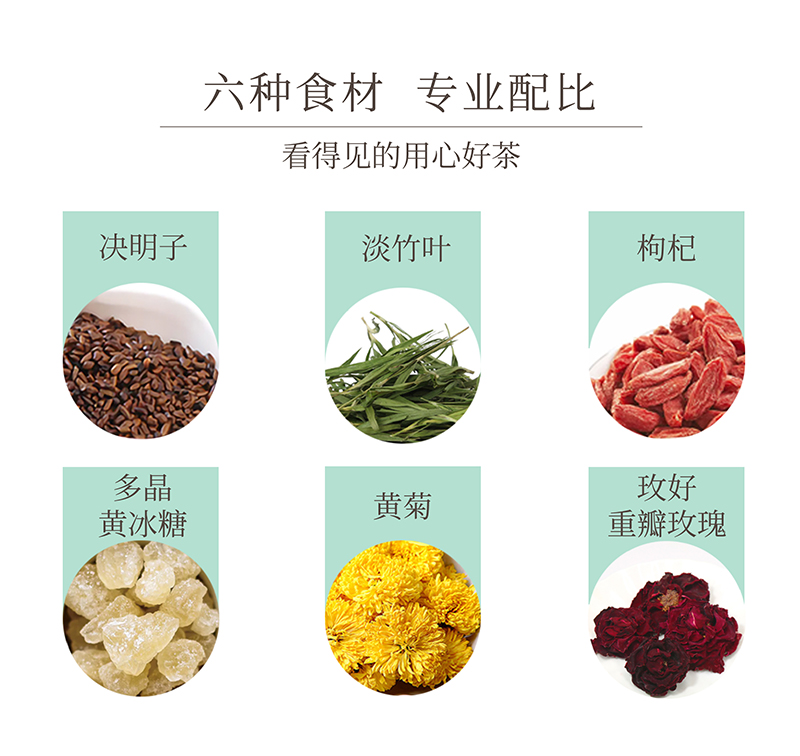 六种食材 专业配比
看得见的用心好茶
决明子
淡竹叶
枸杞
多晶
黄冰糖
黄菊
玫好
重瓣玫瑰